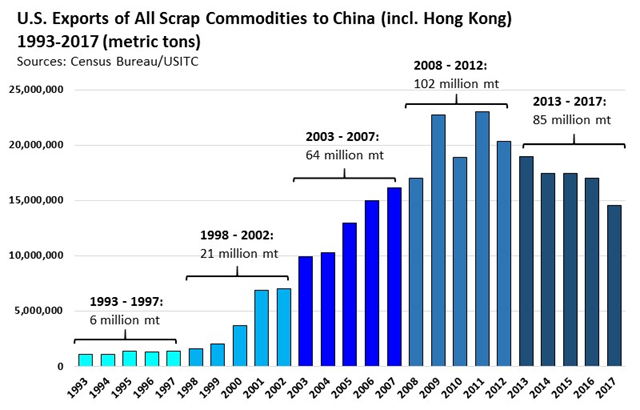 U.S. Exports of All Scrap Commodities to China (incl. Hong Kong)
1993-2017 (metric tons)
Sources: Census Bureau/USITC
2008 - 2012:
102 million mt
25,000,000
2013 - 2017:
85 million mt
2003 - 2007:
64 million mt
20,000,000
15,000,000
1998 - 2002:
21 million mt
10,000,000
1993 - 1997:
6 million mt
5,000,000
0
1993 1994 1995 1996 1997 1998 1999 2000 2001 2002 2003 2004 2005 2006 2007 2008 2009 2010 2011 2012 2013 2014 2015 2016 2017